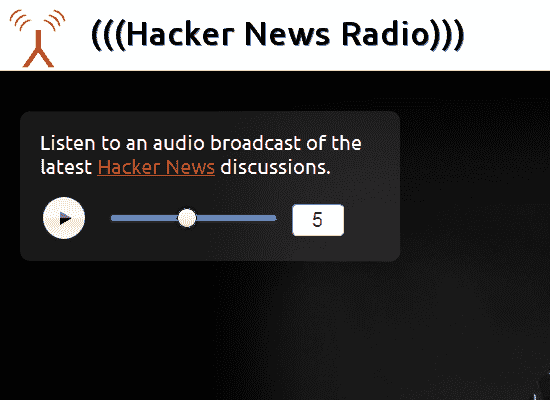 (((Hacker News Radio)))
Listen to an audio broadcast of the
latest Hacker News discussions.
5